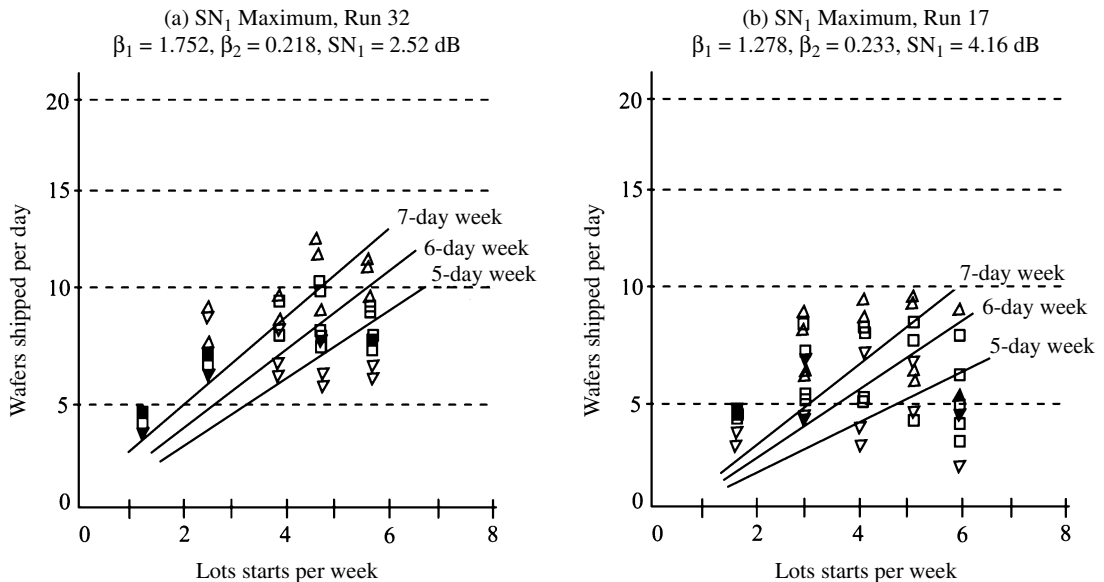 (a) SN₁ Maximum, Run 32
β₁ = 1.752, β₂ = 0.218, SN₁ = 2.52 dB
20
15
10
5
0
Wafers shipped per day
7-day week
6-day week
5-day week
0 2 4 6 8
Lots starts per week
(b) SN₁ Maximum, Run 17
β₁ = 1.278, β₂ = 0.233, SN₁ = 4.16 dB
20
15
10
5
0
Wafers shipped per day
7-day week
6-day week
5-day week
0 2 4 6 8
Lots starts per week